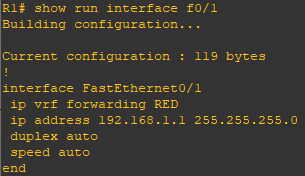 R1# show run interface f0/1
Building configuration...
Current configuration : 119 bytes
!
interface FastEthernet0/1
ip vrf forwarding RED
ip address 192.168.1.1 255.255.255.0
duplex auto
speed auto
end